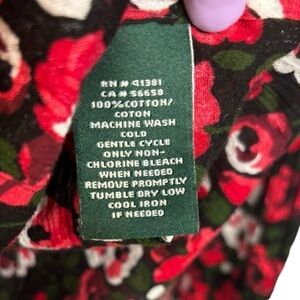 RN # 41381
CA # 56658
100% COTTON/
COTON
MACHINE WASH
COLD
GENTLE CYCLE
ONLY NON-
CHLORINE BLEACH
WHEN NEEDED
REMOVE PROMPTLY
TUMBLE DRY LOW
COOL IRON
IF NEEDED